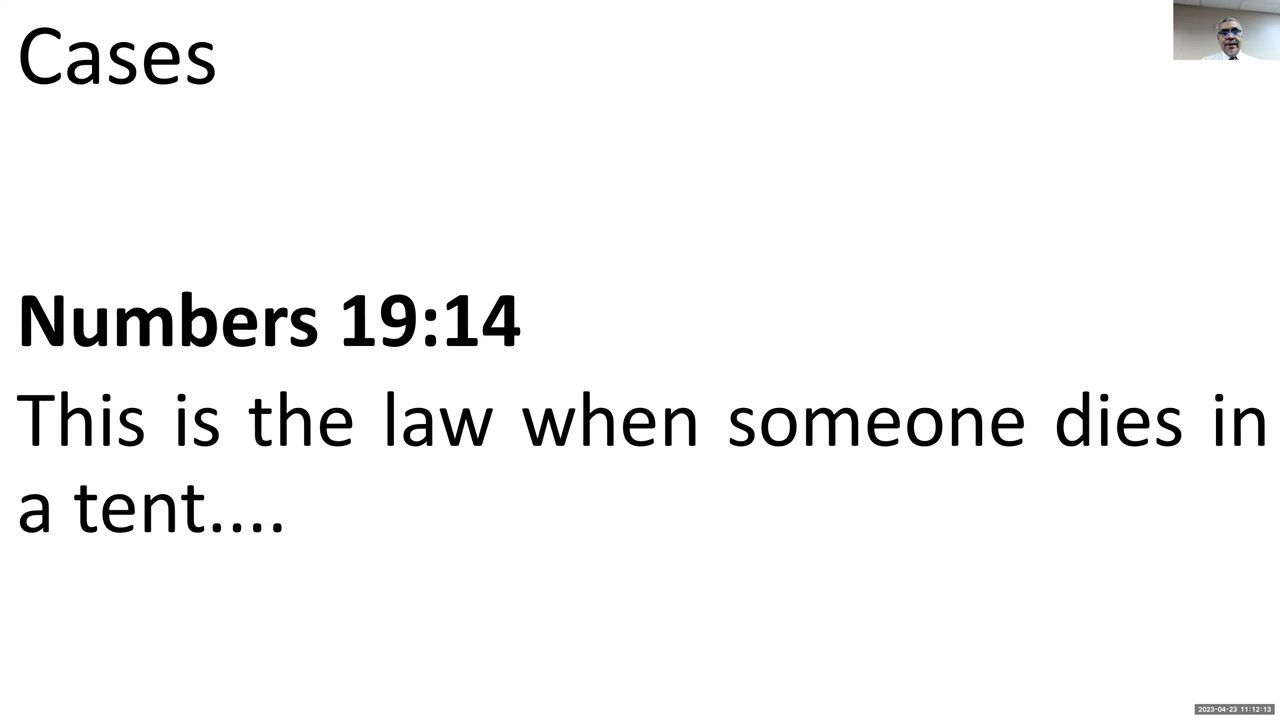 Cases
Numbers 19:14
This is the law when someone dies in
a tent....
2023-04-23 11:12:13